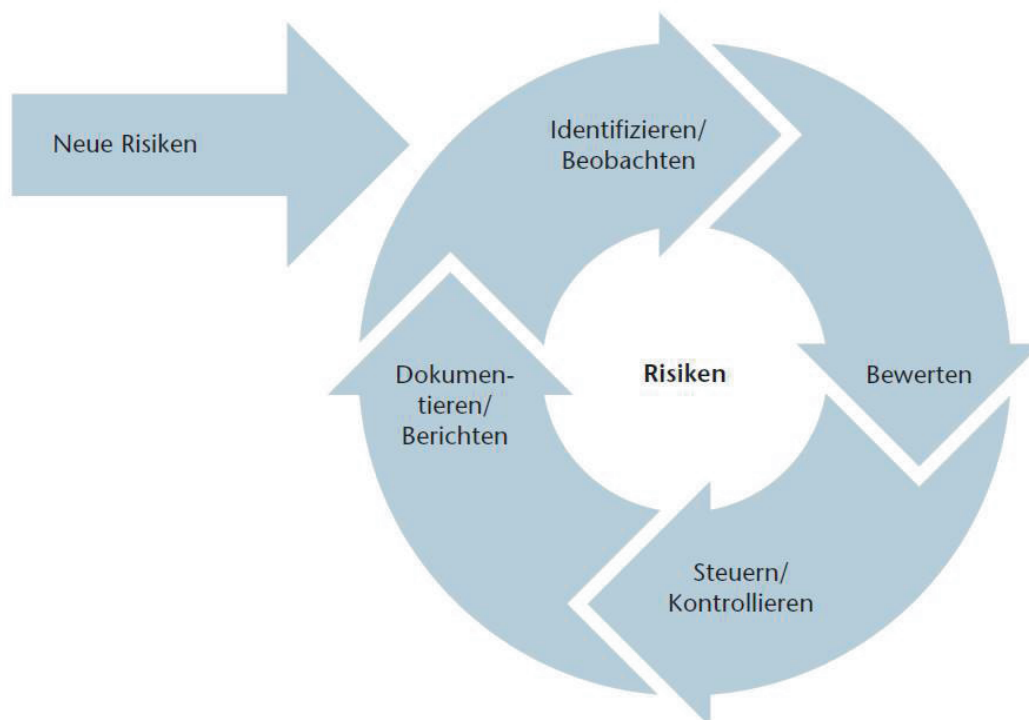 Neue Risiken
Identifizieren/
Beobachten
Risiken
Bewerten
Dokumen-
tieren/
Berichten
Steuern/
Kontrollieren